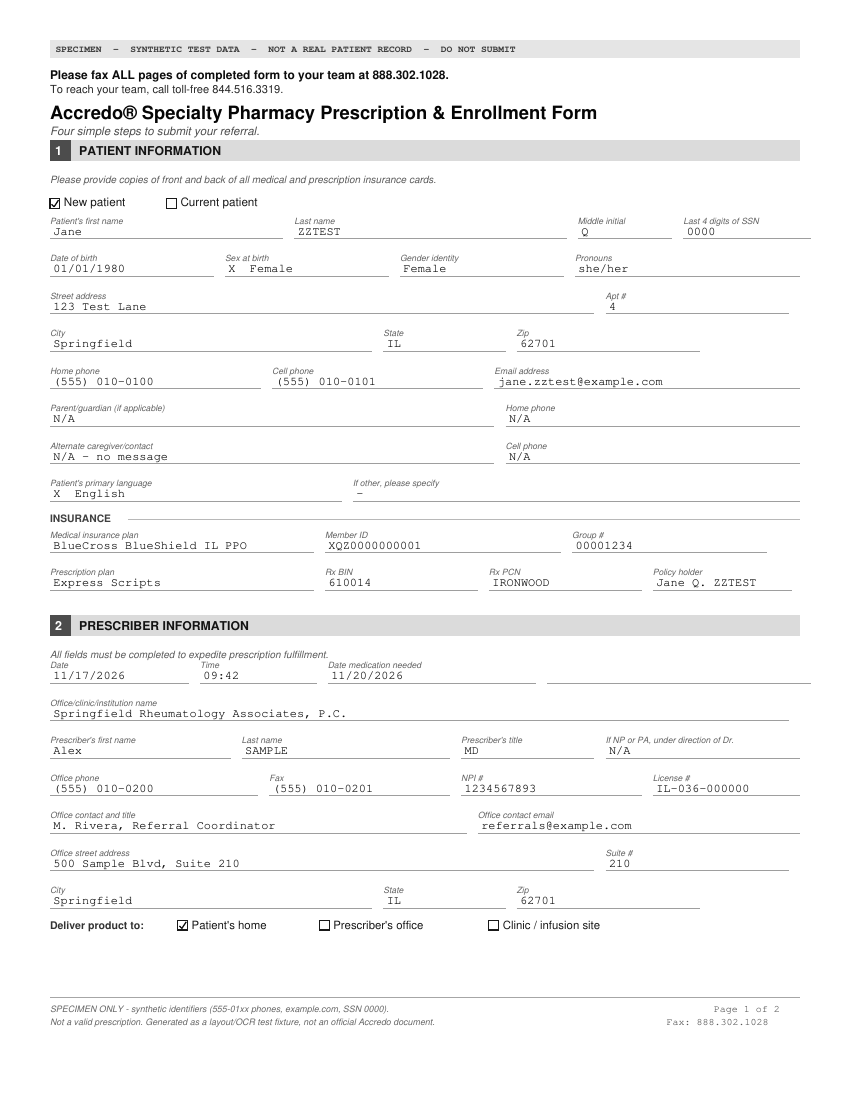 SPECIMEN – SYNTHETIC TEST DATA – NOT A REAL PATIENT RECORD – DO NOT SUBMIT
Please fax ALL pages of completed form to your team at 888.302.1028.
To reach your team, call toll-free 844.516.3319.
Accredo® Specialty Pharmacy Prescription & Enrollment Form
Four simple steps to submit your referral.
1 PATIENT INFORMATION
Please provide copies of front and back of all medical and prescription insurance cards.
New patient Current patient
Patient's first name Last name Middle initial Last 4 digits of SSN
Jane ZZTEST Q 0000
Date of birth Sex at birth Gender identity Pronouns
01/01/1980 X Female Female she/her
Street address Apt #
123 Test Lane 4
City State Zip
Springfield IL 62701
Home phone Cell phone Email address
(555) 010-0100 (555) 010-0101 jane.zztest@example.com
Parent/guardian (if applicable) Home phone
N/A N/A
Alternate caregiver/contact Cell phone
N/A – no message N/A
Patient's primary language If other, please specify
X English –
INSURANCE
Medical insurance plan Member ID Group #
BlueCross BlueShield IL PPO XQZ0000000001 00001234
Prescription plan Rx BIN Rx PCN Policy holder
Express Scripts 610014 IRONWOOD Jane Q. ZZTEST
2 PRESCRIBER INFORMATION
All fields must be completed to expedite prescription fulfillment.
Date Time Date medication needed
11/17/2026 09:42 11/20/2026
Office/clinic/institution name
Springfield Rheumatology Associates, P.C.
Prescriber's first name Last name Prescriber's title If NP or PA, under direction of Dr.
Alex SAMPLE MD N/A
Office phone Fax NPI # License #
(555) 010-0200 (555) 010-0201 1234567893 IL-036-000000
Office contact and title Office contact email
M. Rivera, Referral Coordinator referrals@example.com
Office street address Suite #
500 Sample Blvd, Suite 210 210
City State Zip
Springfield IL 62701
Deliver product to: Patient's home Prescriber's office Clinic / infusion site
SPECIMEN ONLY - synthetic identifiers (555-01xx phones, example.com, SSN 0000). Page 1 of 2
Not a valid prescription. Generated as a layout/OCR test fixture, not an official Accredo document. Fax: 888.302.1028